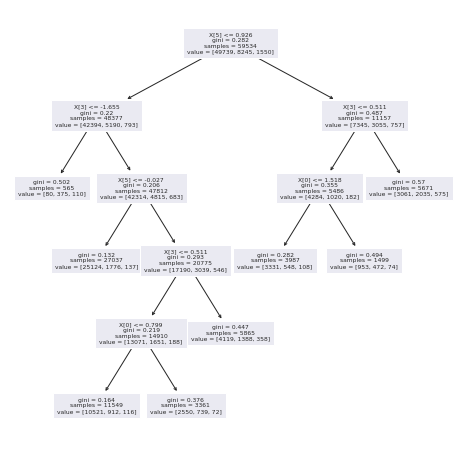 X[5] <= 0.926
gini = 0.282
samples = 59534
value = [49739, 8245, 1550]
X[3] <= -1.655
gini = 0.22
samples = 48377
value = [42394, 5190, 793]
X[3] <= 0.511
gini = 0.487
samples = 11157
value = [7345, 3055, 757]
gini = 0.502
samples = 565
value = [80, 375, 110]
X[5] <= -0.027
gini = 0.206
samples = 47812
value = [42314, 4815, 683]
X[0] <= 1.518
gini = 0.355
samples = 5486
value = [4284, 1020, 182]
gini = 0.57
samples = 5671
value = [3061, 2035, 575]
gini = 0.132
samples = 27037
value = [25124, 1776, 137]
X[3] <= 0.511
gini = 0.293
samples = 20775
value = [17190, 3039, 546]
gini = 0.282
samples = 3987
value = [3331, 548, 108]
gini = 0.494
samples = 1499
value = [953, 472, 74]
X[0] <= 0.799
gini = 0.219
samples = 14910
value = [13071, 1651, 188]
gini = 0.447
samples = 5865
value = [4119, 1388, 358]
gini = 0.164
samples = 11549
value = [10521, 912, 116]
gini = 0.376
samples = 3361
value = [2550, 739, 72]